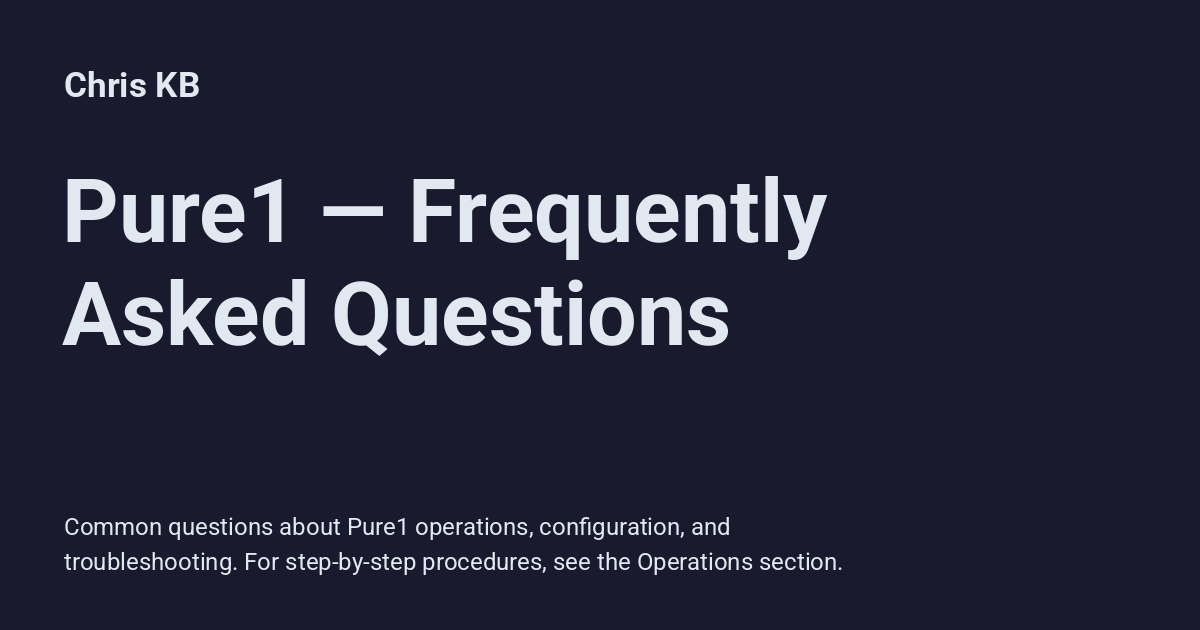 Chris KB
Pure1 — Frequently
Asked Questions
Common questions about Pure1 operations, configuration, and
troubleshooting. For step-by-step procedures, see the Operations section.